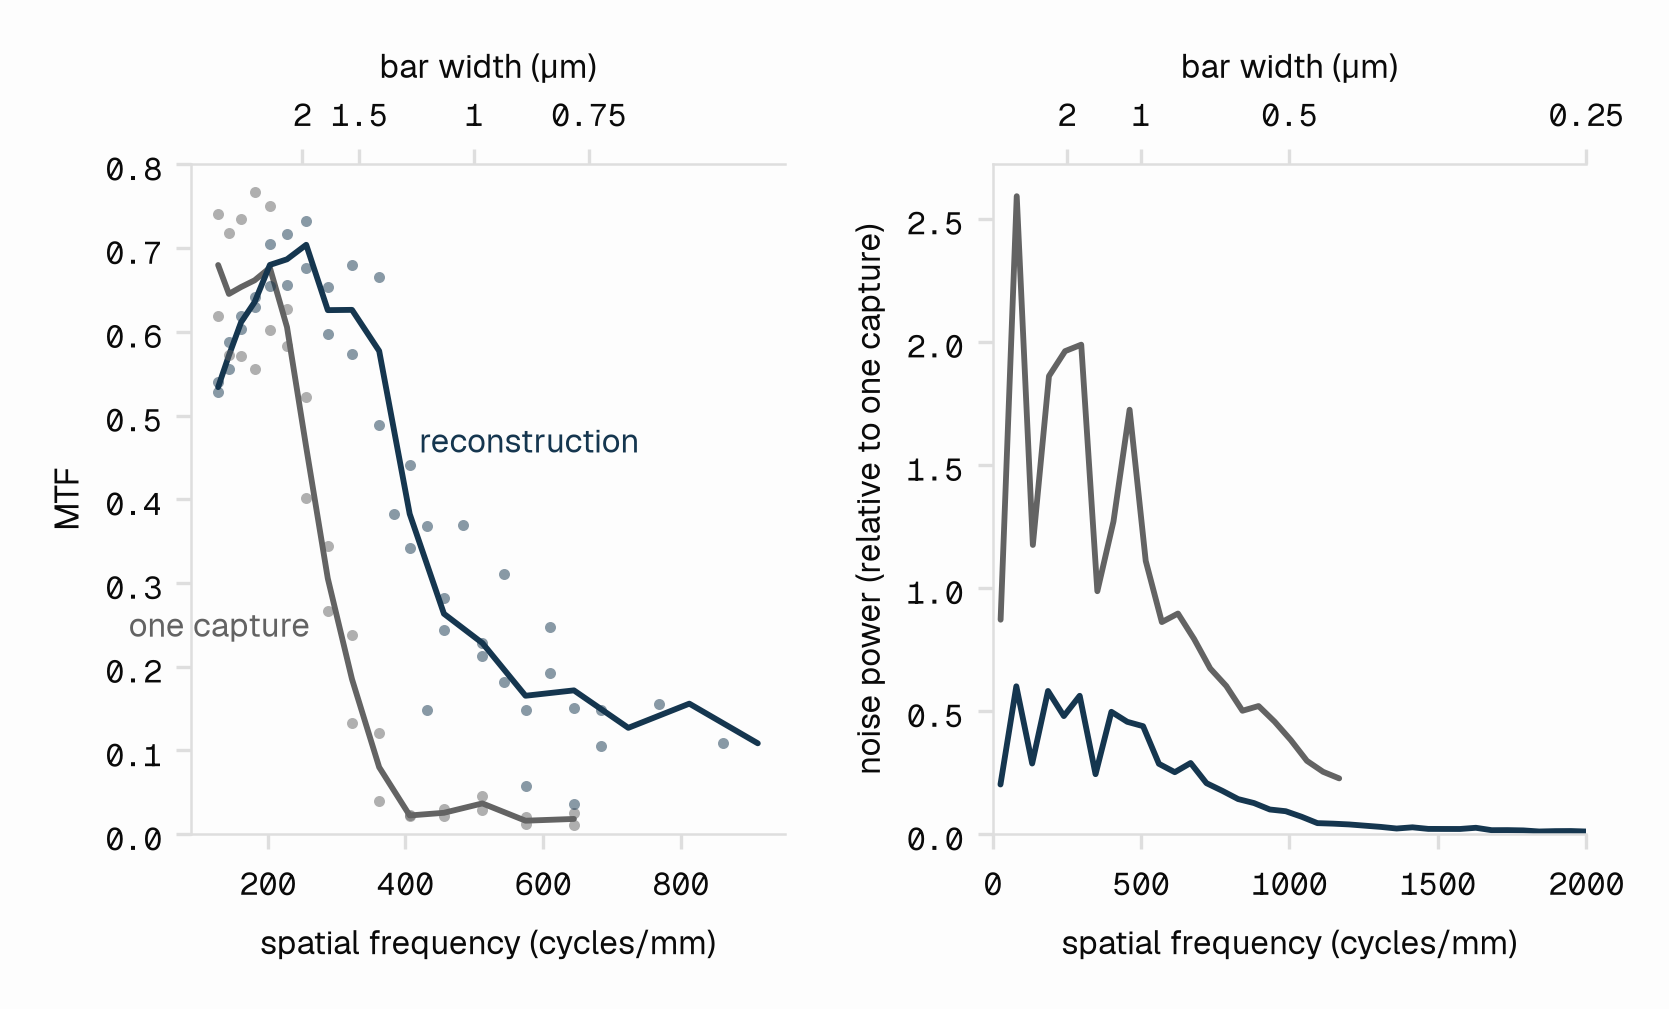 bar width (µm)
2 1.5 1 0.75
0.8
0.7
0.6
0.5
0.4
0.3
0.2
0.1
0.0
MTF
reconstruction
one capture
200 400 600 800
spatial frequency (cycles/mm)
bar width (µm)
2 1 0.5 0.25
2.5
2.0
1.5
1.0
0.5
0.0
noise power (relative to one capture)
0 500 1000 1500 2000
spatial frequency (cycles/mm)